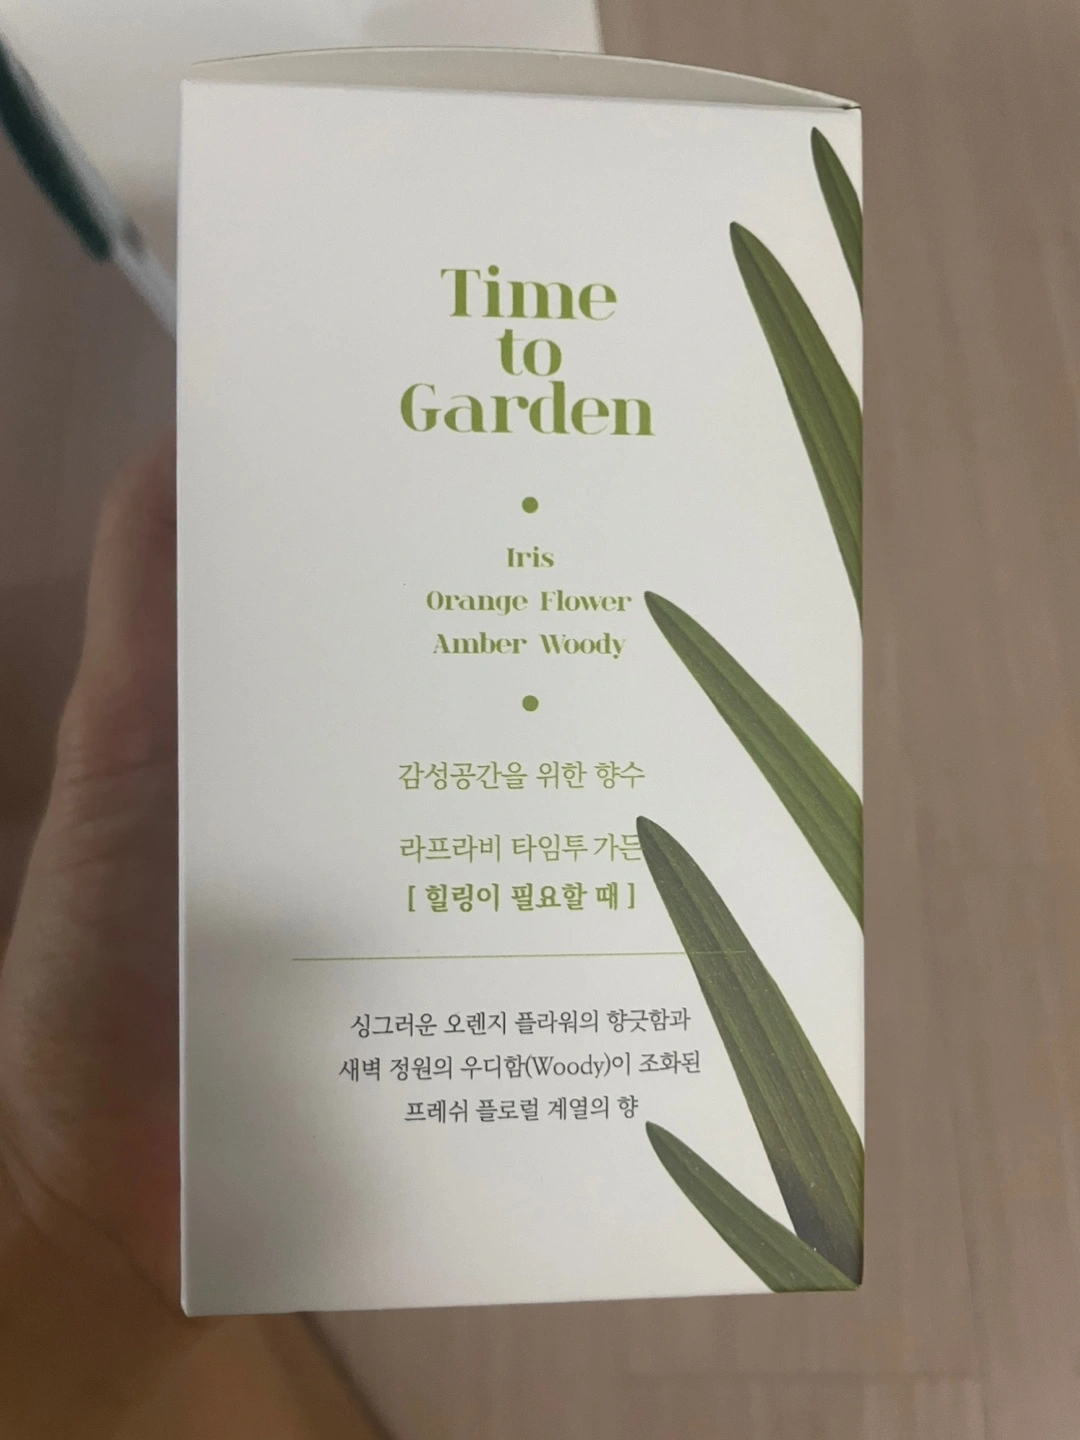 Time
to
Garden
Iris
Orange Flower
Amber Woody
감성공간을 위한 향수
라프라비 타임투 가든
[ 힐링이 필요할 때 ]
싱그러운 오렌지 플라워의 향긋함과
새벽 정원의 우디함(Woody)이 조화된
프레쉬 플로럴 계열의 향